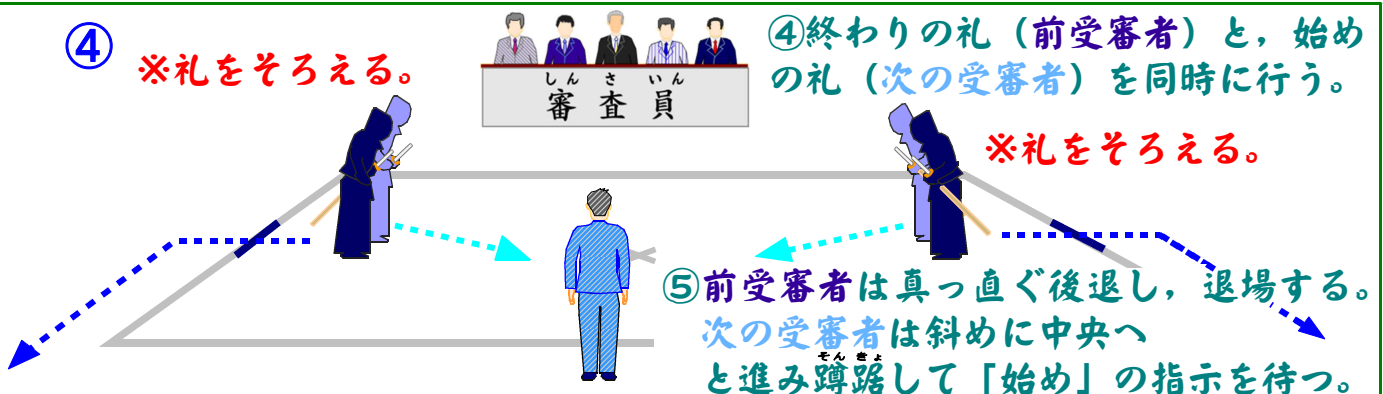 ④
※礼をそろえる。
しんさいん
審査員
④終わりの礼（前受審者）と，始め
の礼（次の受審者）を同時に行う。
※礼をそろえる。
⑤前受審者は真っ直ぐ後退し，退場する。
次の受審者は斜めに中央へ
そんきょ
と進み蹲踞して「始め」の指示を待つ。